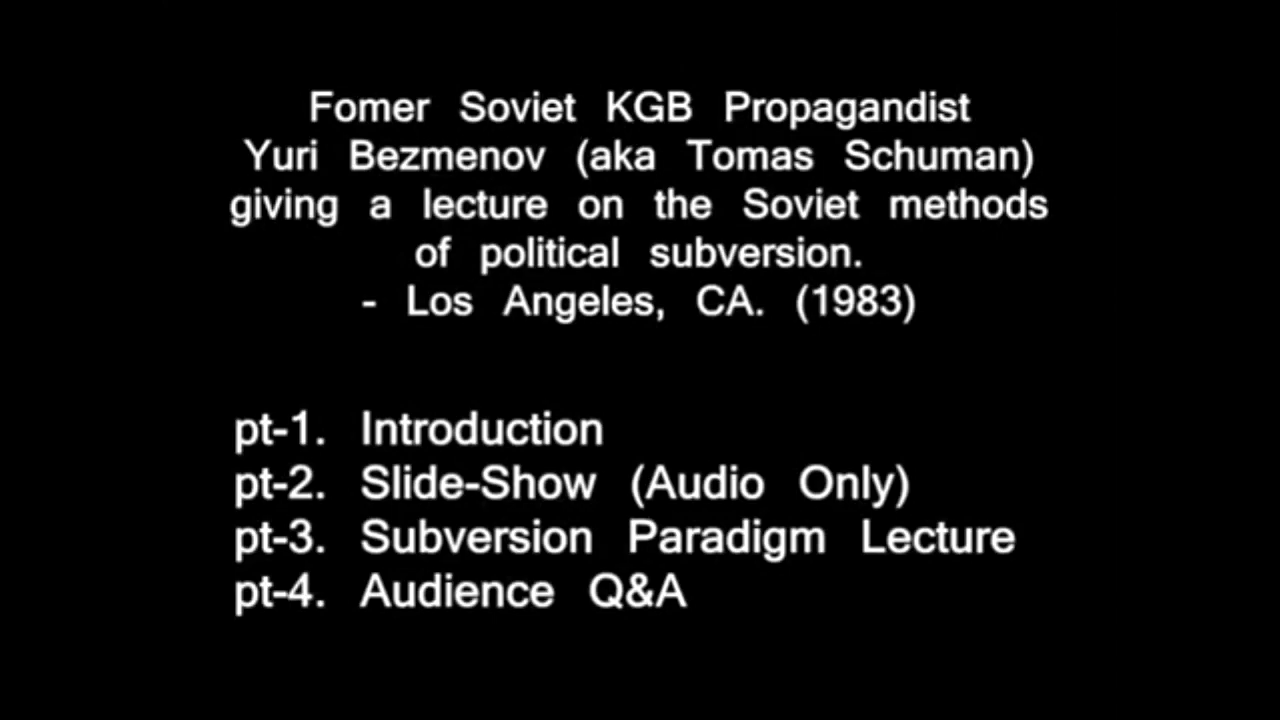 Fomer Soviet KGB Propagandist
Yuri Bezmenov (aka Tomas Schuman)
giving a lecture on the Soviet methods
of political subversion.
- Los Angeles, CA. (1983)
pt-1. Introduction
pt-2. Slide-Show (Audio Only)
pt-3. Subversion Paradigm Lecture
pt-4. Audience Q&A